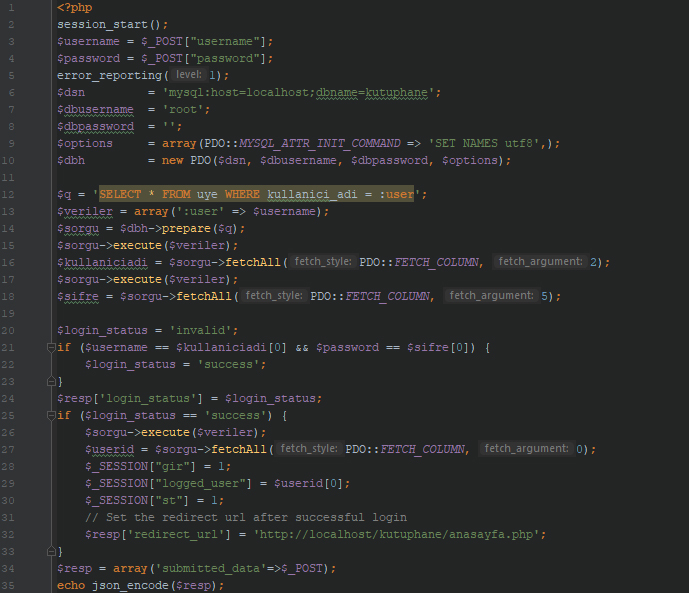 1 <?php
2 session_start();
3 $username = $_POST["username"];
4 $password = $_POST["password"];
5 error_reporting( level: 1);
6 $dsn = 'mysql:host=localhost;dbname=kutuphane';
7 $dbusername = 'root';
8 $dbpassword = '';
9 $options = array(PDO::MYSQL_ATTR_INIT_COMMAND => 'SET NAMES utf8',);
10 $dbh = new PDO($dsn, $dbusername, $dbpassword, $options);
11
12 $q = 'SELECT * FROM uye WHERE kullanici_adi = :user';
13 $veriler = array(':user' => $username);
14 $sorgu = $dbh->prepare($q);
15 $sorgu->execute($veriler);
16 $kullaniciadi = $sorgu->fetchAll( fetch_style: PDO::FETCH_COLUMN, fetch_argument: 2);
17 $sorgu->execute($veriler);
18 $sifre = $sorgu->fetchAll( fetch_style: PDO::FETCH_COLUMN, fetch_argument: 5);
19
20 $login_status = 'invalid';
21 if ($username == $kullaniciadi[0] && $password == $sifre[0]) {
22 $login_status = 'success';
23 }
24 $resp['login_status'] = $login_status;
25 if ($login_status == 'success') {
26 $sorgu->execute($veriler);
27 $userid = $sorgu->fetchAll( fetch_style: PDO::FETCH_COLUMN, fetch_argument: 0);
28 $_SESSION["gir"] = 1;
29 $_SESSION["logged_user"] = $userid[0];
30 $_SESSION["st"] = 1;
31 // Set the redirect url after successful login
32 $resp['redirect_url'] = 'http://localhost/kutuphane/anasayfa.php';
33 }
34 $resp = array('submitted_data'=>$_POST);
35 echo json_encode($resp);